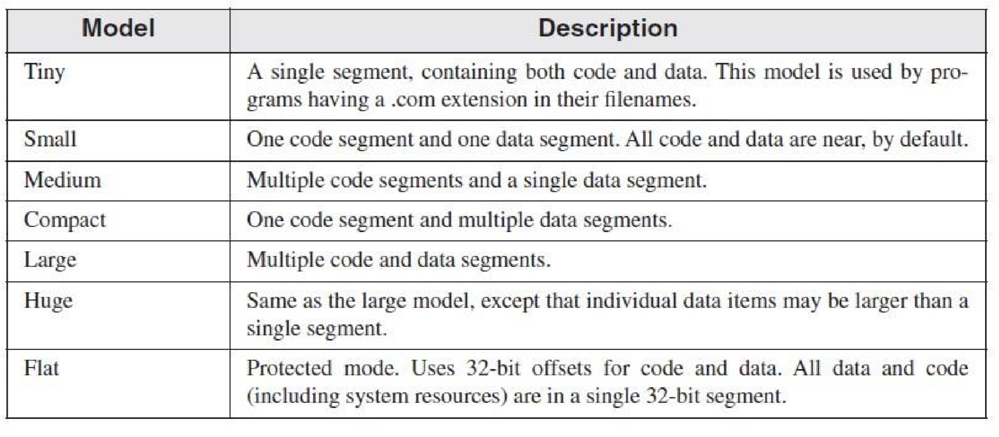 Model Description
Tiny A single segment, containing both code and data. This model is used by pro-
grams having a .com extension in their filenames.
Small One code segment and one data segment. All code and data are near, by default.
Medium Multiple code segments and a single data segment.
Compact One code segment and multiple data segments.
Large Multiple code and data segments.
Huge Same as the large model, except that individual data items may be larger than a
single segment.
Flat Protected mode. Uses 32-bit offsets for code and data. All data and code
(including system resources) are in a single 32-bit segment.